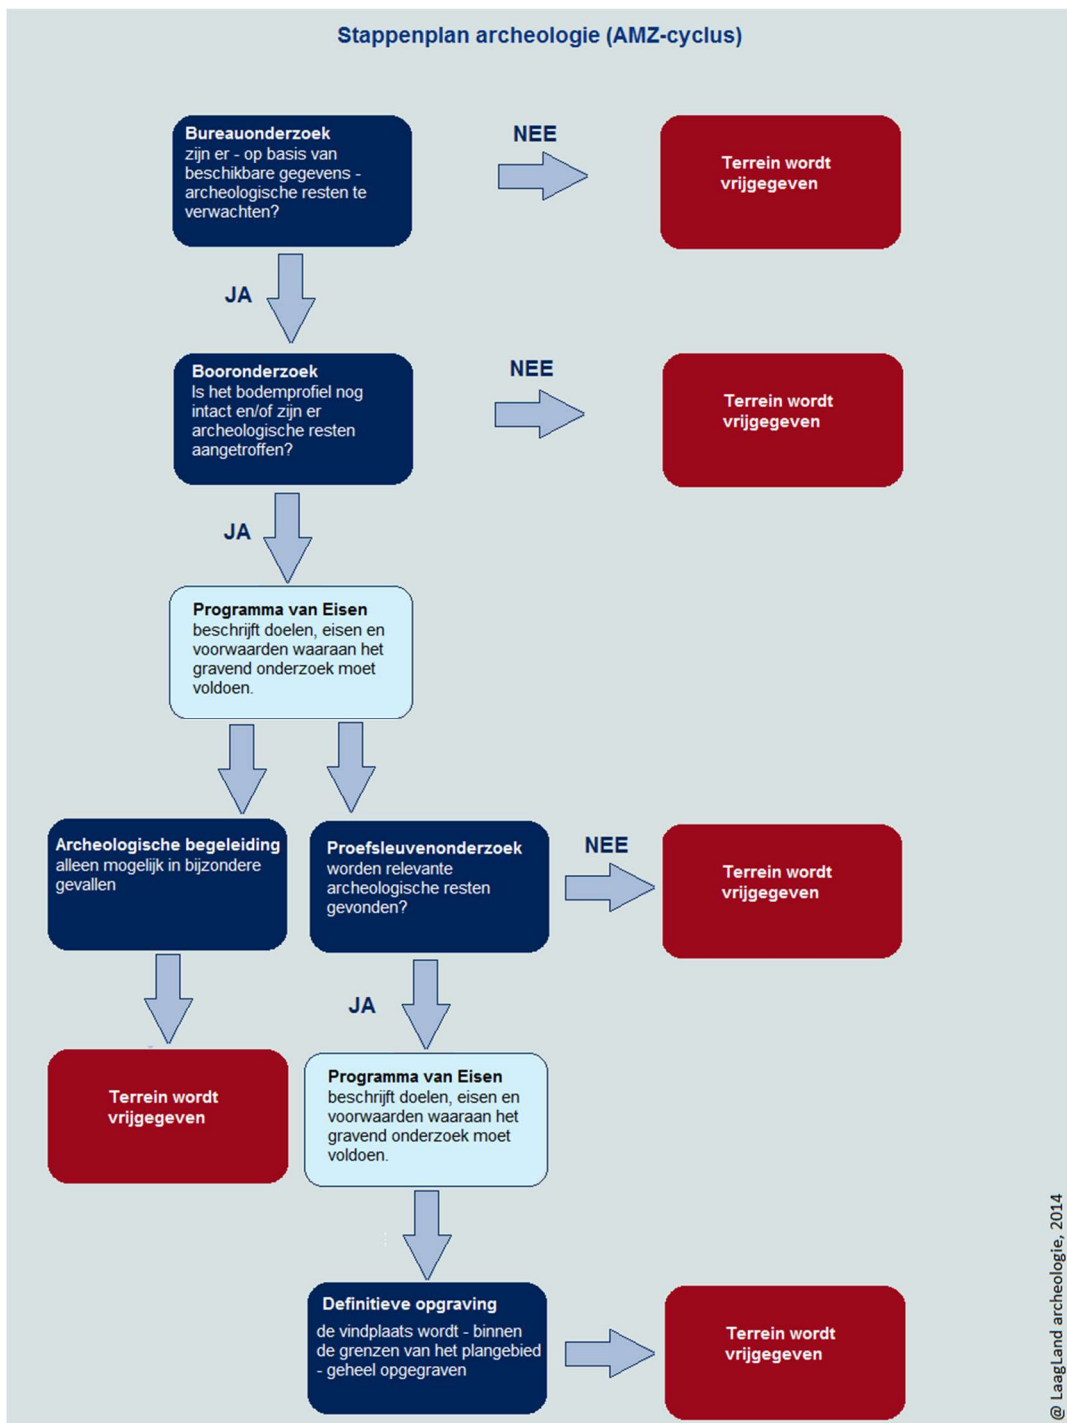 Stappenplan archeologie (AMZ-cyclus)
Bureauonderzoek
zijn er - op basis van
beschikbare gegevens -
archeologische resten te
verwachten?
NEE
Terrein wordt
vrijgegeven
JA
Booronderzoek
Is het bodemprofiel nog
intact en/of zijn er
archeologische resten
aangetroffen?
NEE
Terrein wordt
vrijgegeven
JA
Programma van Eisen
beschrijft doelen, eisen en
voorwaarden waaraan het
gravend onderzoek moet
voldoen.
Archeologische begeleiding
alleen mogelijk in bijzondere
gevallen
Proefsleuvenonderzoek
worden relevante
archeologische resten
gevonden?
NEE
Terrein wordt
vrijgegeven
JA
Terrein wordt
vrijgegeven
Programma van Eisen
beschrijft doelen, eisen en
voorwaarden waaraan het
gravend onderzoek moet
voldoen.
Definitieve opgraving
de vindplaats wordt - binnen
de grenzen van het plangebied
- geheel opgegraven
Terrein wordt
vrijgegeven
@ LaagLand archeologie, 2014